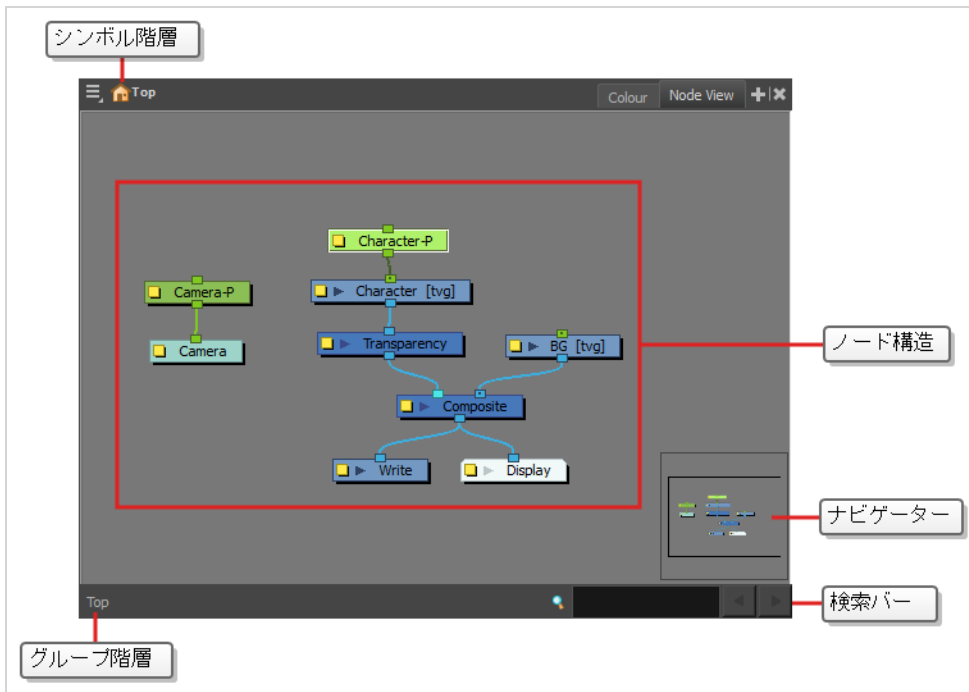 シンボル階層
Top
Colour
Node View
Character-P
Camera-P
Character [tvg]
Camera
Transparency
BG [tvg]
ノード構造
Composite
Write
Display
ナビゲーター
Top
検索バー
グループ階層